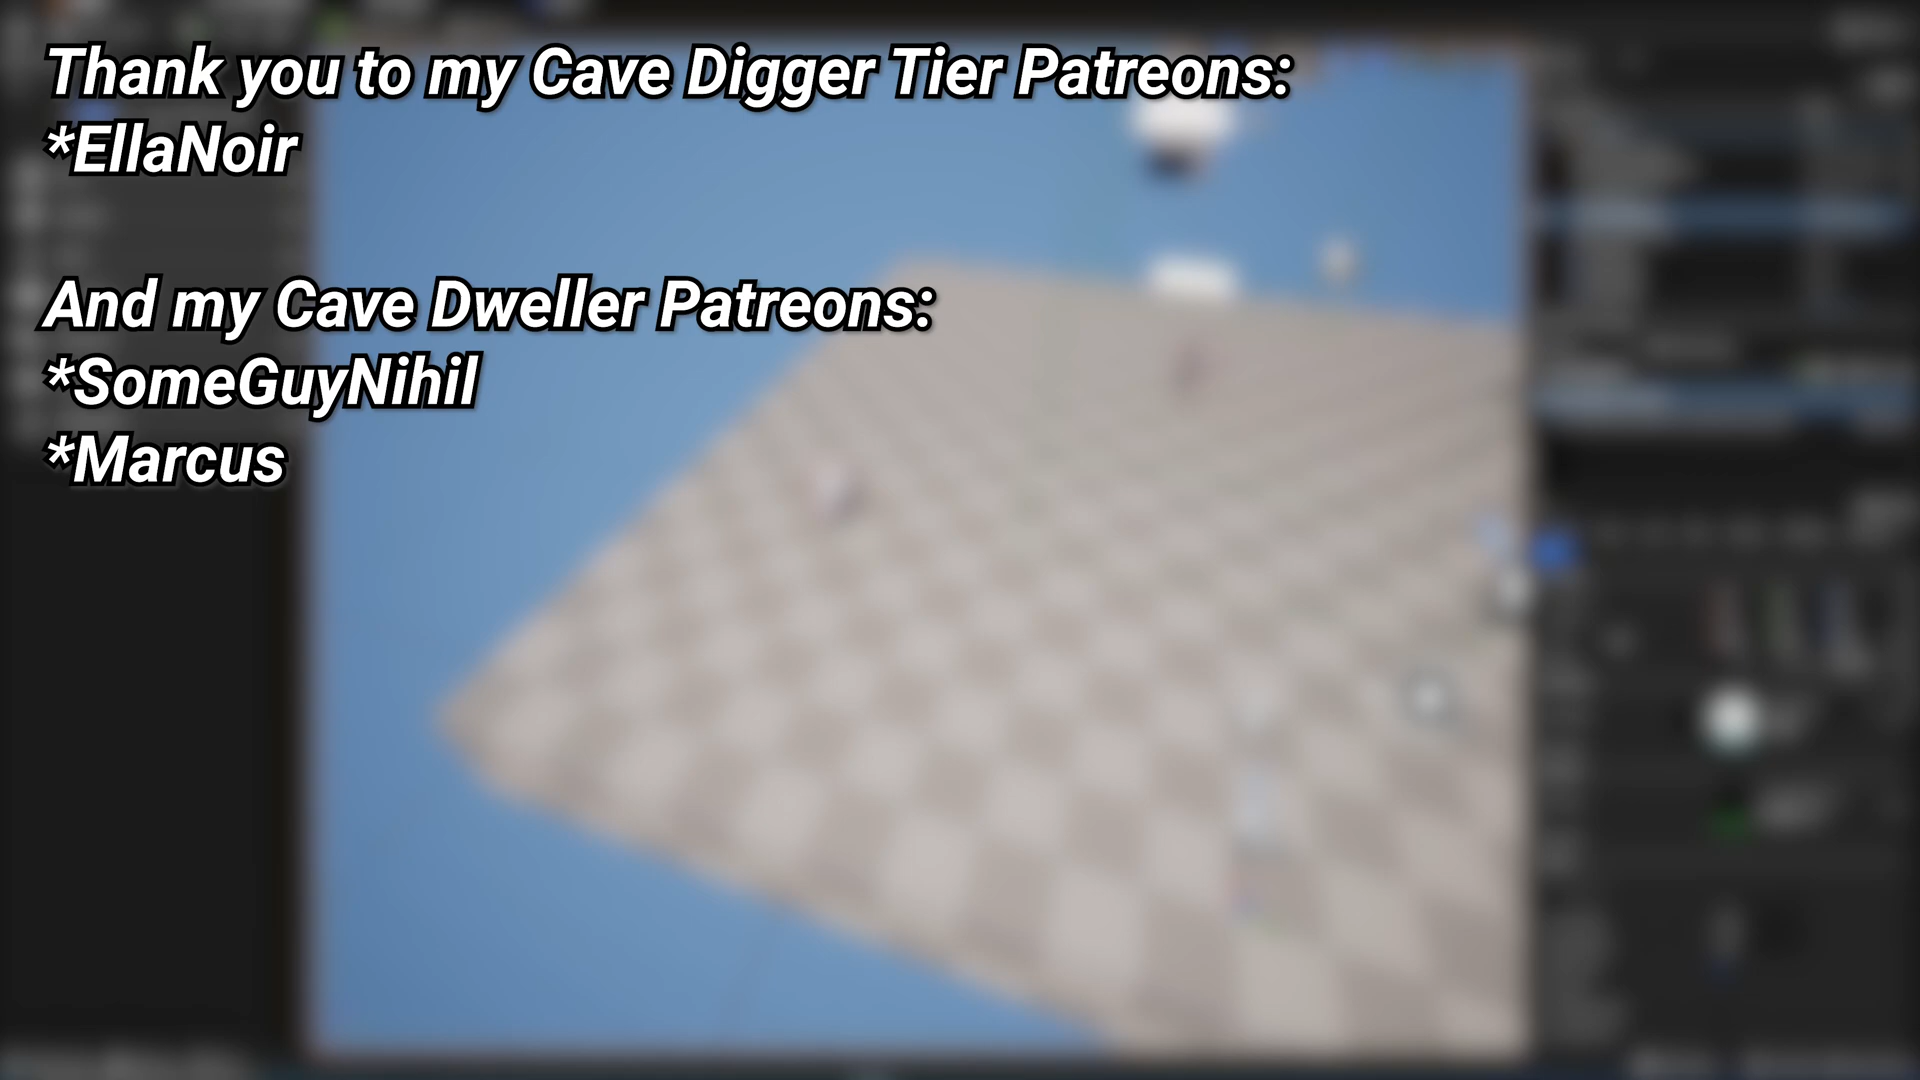 Thank you to my Cave Digger Tier Patreons:
*EllaNoir
And my Cave Dweller Patreons:
*SomeGuyNihil
*Marcus